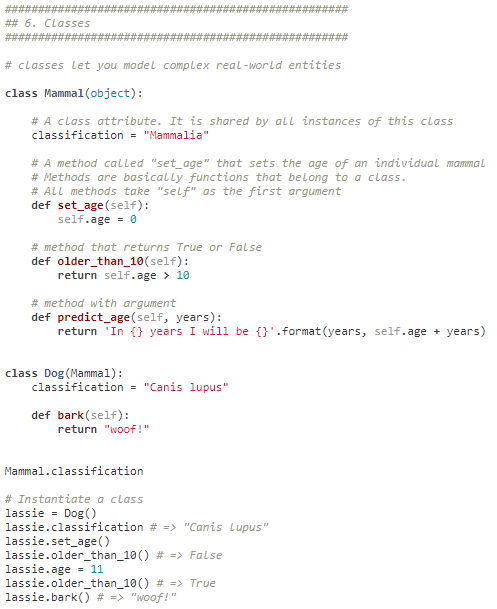 ####################################################
## 6. Classes
####################################################
# classes let you model complex real-world entities
class Mammal(object):
    # A class attribute. It is shared by all instances of this class
    classification = "Mammalia"
    # A method called "set_age" that sets the age of an individual mammal
    # Methods are basically functions that belong to a class.
    # All methods take "self" as the first argument
    def set_age(self):
        self.age = 0
    # method that returns True or False
    def older_than_10(self):
        return self.age > 10
    # method with argument
    def predict_age(self, years):
        return 'In {} years I will be {}'.format(years, self.age + years)
class Dog(Mammal):
    classification = "Canis lupus"
    def bark(self):
        return "woof!"
Mammal.classification
# Instantiate a class
lassie = Dog()
lassie.classification # => "Canis lupus"
lassie.set_age()
lassie.older_than_10() # => False
lassie.age = 11
lassie.older_than_10() # => True
lassie.bark() # => "woof!"